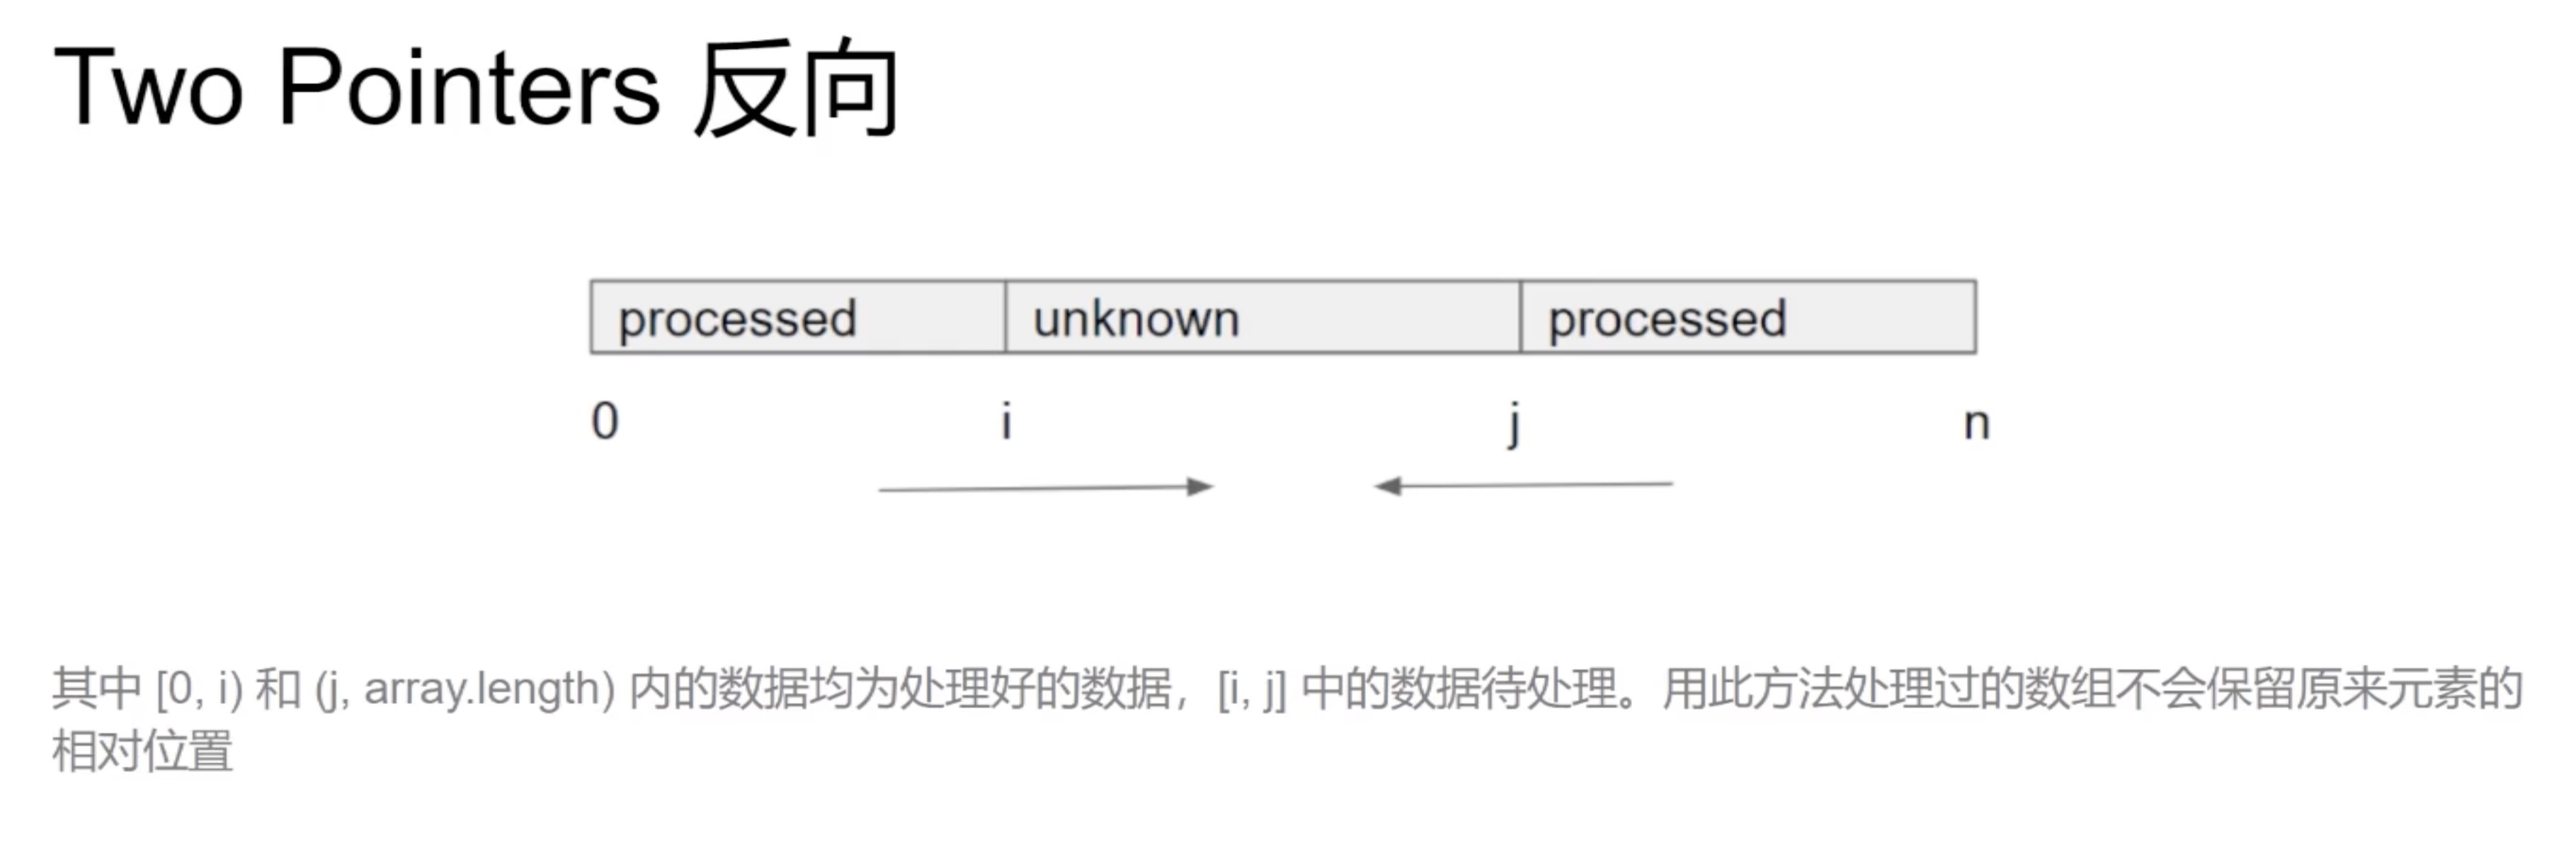 Two Pointers 反向
processed unknown processed
0 i j n
其中 [0, i) 和 (j, array.length) 内的数据均为处理好的数据，[i, j] 中的数据待处理。用此方法处理过的数组不会保留原来元素的
相对位置